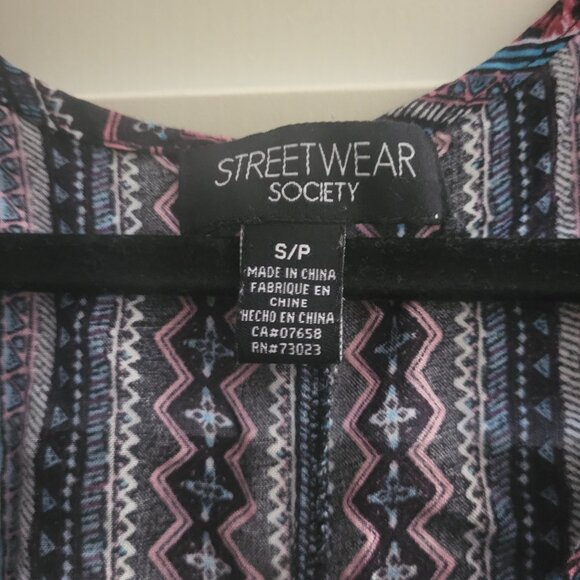 STREETWEAR
SOCIETY
S/P
MADE IN CHINA
FABRIQUE EN
CHINE
HECHO EN CHINA
CA#07658
RN#73023